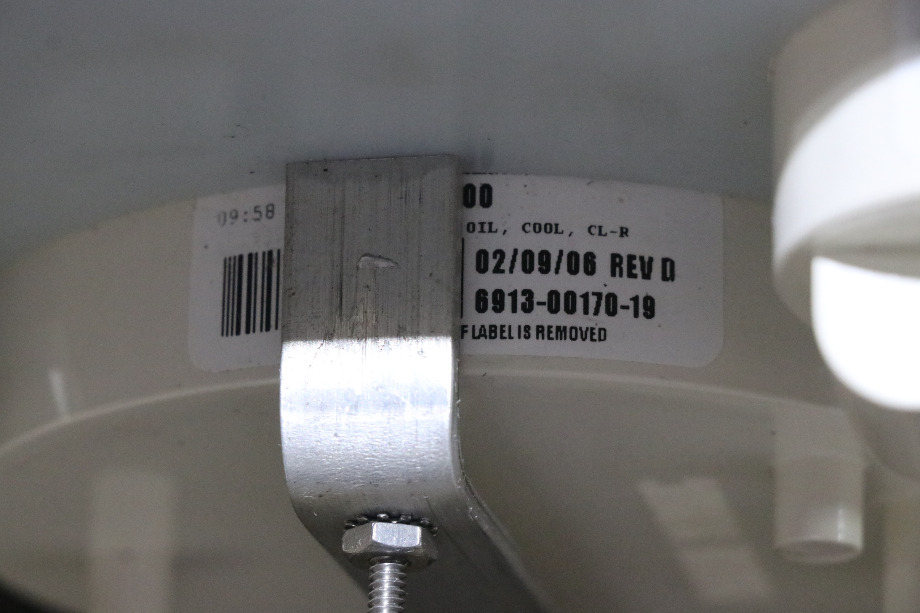 00
09:58
OIL, COOL, CL-R
02/09/06 REV D
6913-00170-19
F LABEL IS REMOVED